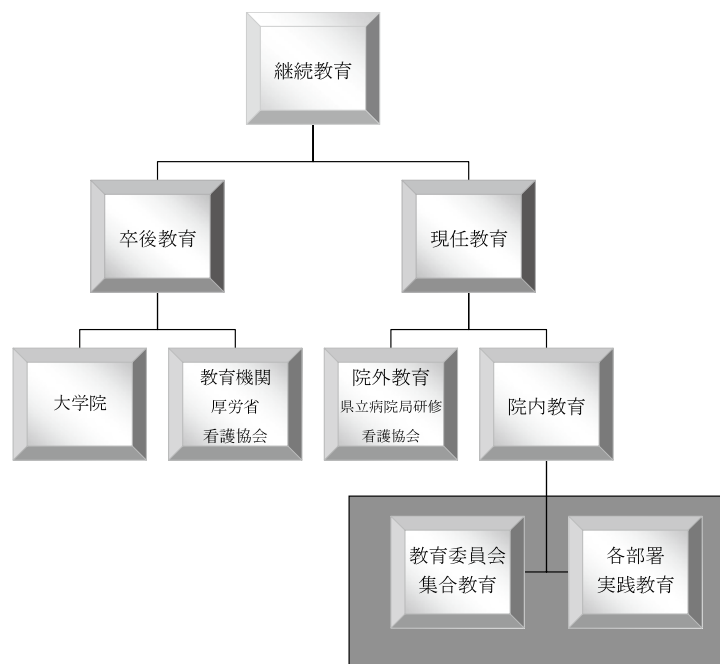 継続教育
卒後教育
現任教育
大学院
教育機関
厚労省
看護協会
院外教育
県立病院局研修
看護協会
院内教育
教育委員会
集合教育
各部署
実践教育